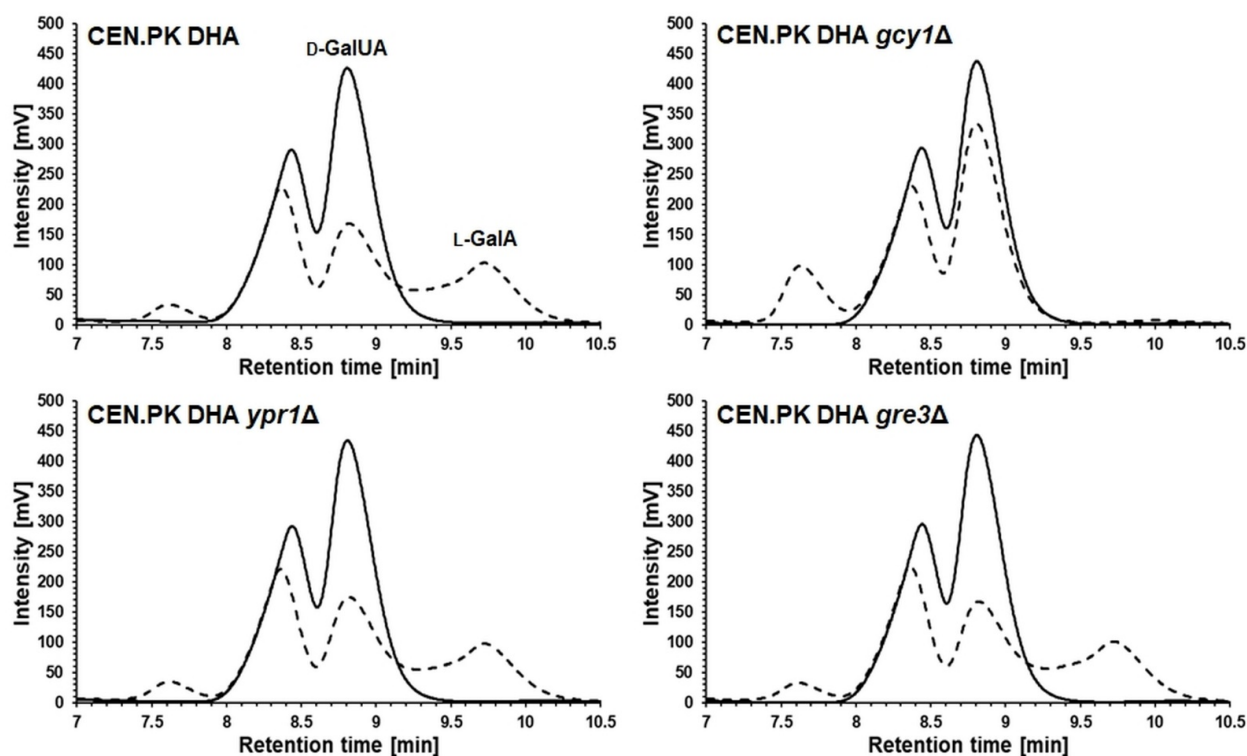 CEN.PK DHA
D-GalUA
L-GalA
Intensity [mV]
500
450
400
350
300
250
200
150
100
50
0
7 7.5 8 8.5 9 9.5 10 10.5
Retention time [min]
CEN.PK DHA gcy1Δ
Intensity [mV]
500
450
400
350
300
250
200
150
100
50
0
7 7.5 8 8.5 9 9.5 10 10.5
Retention time [min]
CEN.PK DHA ypr1Δ
Intensity [mV]
500
450
400
350
300
250
200
150
100
50
0
7 7.5 8 8.5 9 9.5 10 10.5
Retention time [min]
CEN.PK DHA gre3Δ
Intensity [mV]
500
450
400
350
300
250
200
150
100
50
0
7 7.5 8 8.5 9 9.5 10 10.5
Retention time [min]